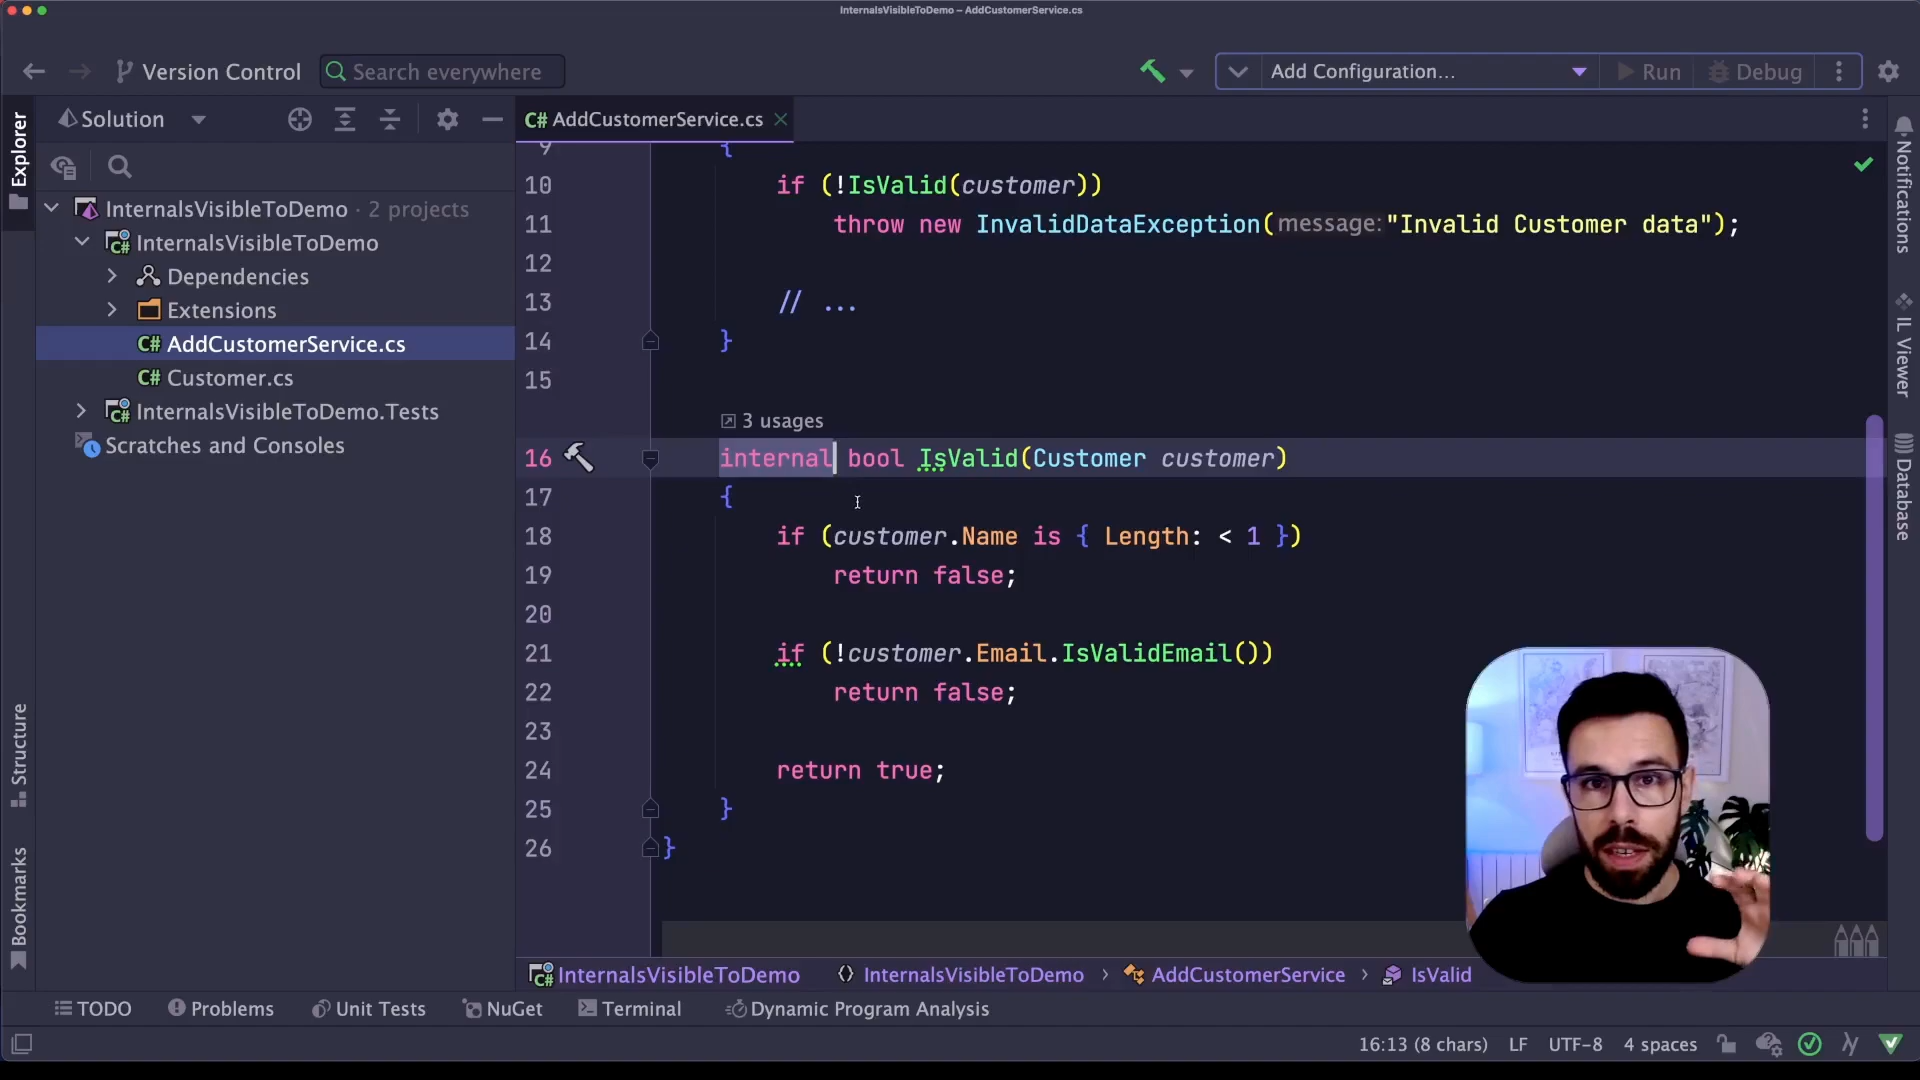 InternalsVisibleToDemo – AddCustomerService.cs
Version Control
Search everywhere
Add Configuration...
Run
Debug
Explorer
Solution
C# AddCustomerService.cs
InternalsVisibleToDemo · 2 projects
InternalsVisibleToDemo
Dependencies
Extensions
C# AddCustomerService.cs
C# Customer.cs
InternalsVisibleToDemo.Tests
Scratches and Consoles
9 {
10 if (!IsValid(customer))
11 throw new InvalidDataException(message:"Invalid Customer data");
12
13 // ...
14 }
15
3 usages
16 internal bool IsValid(Customer customer)
17 {
18 if (customer.Name is { Length: < 1 })
19 return false;
20
21 if (!customer.Email.IsValidEmail())
22 return false;
23
24 return true;
25 }
26 }
Notifications
IL Viewer
Database
Structure
Bookmarks
InternalsVisibleToDemo
InternalsVisibleToDemo › AddCustomerService › IsValid
TODO
Problems
Unit Tests
NuGet
Terminal
Dynamic Program Analysis
16:13 (8 chars)
LF
UTF-8
4 spaces